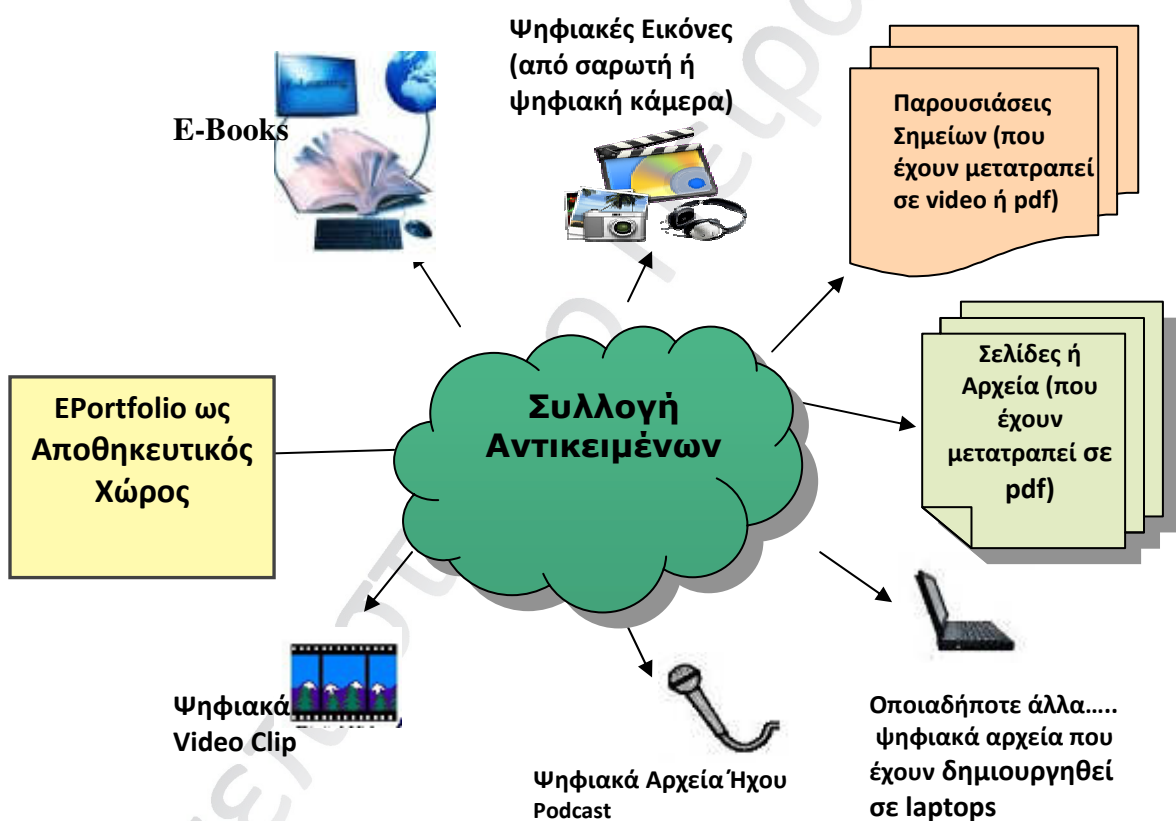 Ψηφιακές Εικόνες
(από σαρωτή ή
ψηφιακή κάμερα)
E-Books
Παρουσιάσεις
Σημείων (που
έχουν μετατραπεί
σε video ή pdf)
Σελίδες ή
Αρχεία (που
έχουν
μετατραπεί σε
pdf)
EPortfolio ως
Αποθηκευτικός
Χώρος
Συλλογή
Αντικειμένων
Ψηφιακά
Video Clip
Ψηφιακά Αρχεία Ήχου
Podcast
Οποιαδήποτε άλλα.....
ψηφιακά αρχεία που
έχουν δημιουργηθεί
σε laptops